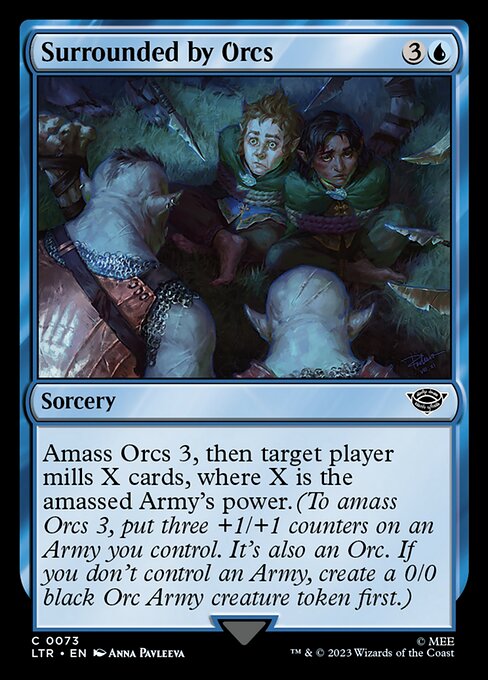 Surrounded by Orcs 3
Sorcery
Amass Orcs 3, then target player
mills X cards, where X is the
amassed Army's power.(To amass
Orcs 3, put three +1/+1 counters on an
Army you control. It's also an Orc. If
you don't control an Army, create a 0/0
black Orc Army creature token first.)
C 0073
LTR • EN Anna Pavleeva
© MEE
™ & © 2023 Wizards of the Coast